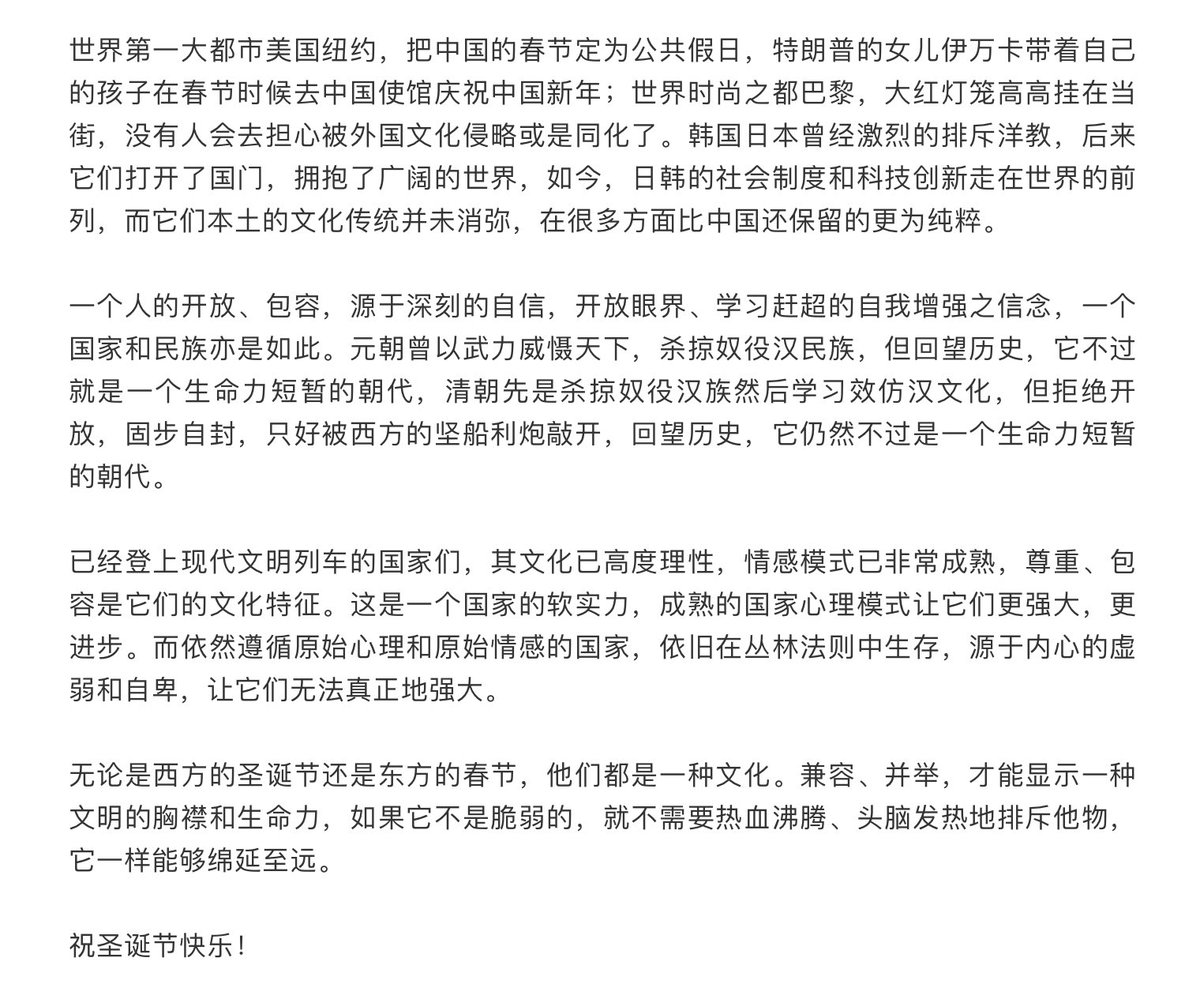 世界第一大都市美国纽约，把中国的春节定为公共假日，特朗普的女儿伊万卡带着自己
的孩子在春节时候去中国使馆庆祝中国新年；世界时尚之都巴黎，大红灯笼高高挂在当
街，没有人会去担心被外国文化侵略或是同化了。韩国日本曾经激烈的排斥洋教，后来
它们打开了国门，拥抱了广阔的世界，如今，日韩的社会制度和科技创新走在世界的前
列，而它们本土的文化传统并未消弥，在很多方面比中国还保留的更为纯粹。
一个人的开放、包容，源于深刻的自信，开放眼界、学习赶超的自我增强之信念，一个
国家和民族亦是如此。元朝曾以武力威慑天下，杀掠奴役汉民族，但回望历史，它不过
就是一个生命力短暂的朝代，清朝先是杀掠奴役汉族然后学习效仿汉文化，但拒绝开
放，固步自封，只好被西方的坚船利炮敲开，回望历史，它仍然不过是一个生命力短暂
的朝代。
已经登上现代文明列车的国家们，其文化已高度理性，情感模式已非常成熟，尊重、包
容是它们的文化特征。这是一个国家的软实力，成熟的国家心理模式让它们更强大，更
进步。而依然遵循原始心理和原始情感的国家，依旧在丛林法则中生存，源于内心的虚
弱和自卑，让它们无法真正地强大。
无论是西方的圣诞节还是东方的春节，他们都是一种文化。兼容、并举，才能显示一种
文明的胸襟和生命力，如果它不是脆弱的，就不需要热血沸腾、头脑发热地排斥他物，
它一样能够绵延至远。
祝圣诞节快乐！